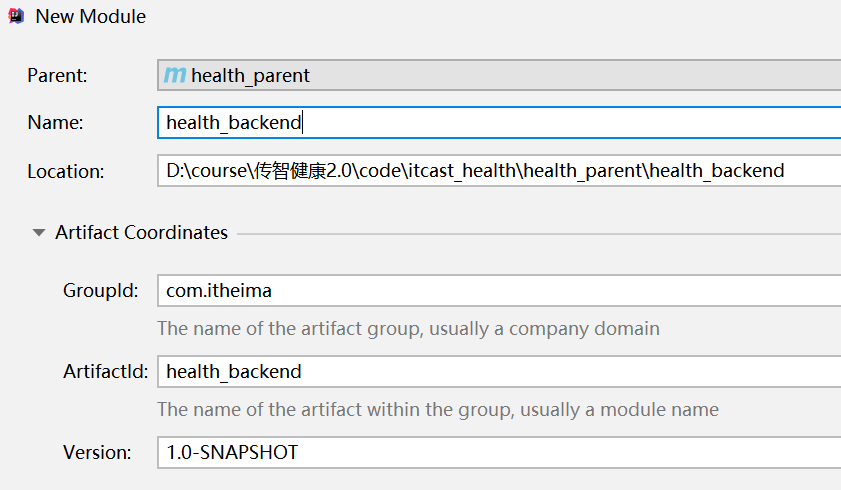 New Module
Parent: health_parent
Name: health_backend
Location: D:\course\传智健康2.0\code\itcast_health\health_parent\health_backend
Artifact Coordinates
GroupId: com.itheima
The name of the artifact group, usually a company domain
ArtifactId: health_backend
The name of the artifact within the group, usually a module name
Version: 1.0-SNAPSHOT